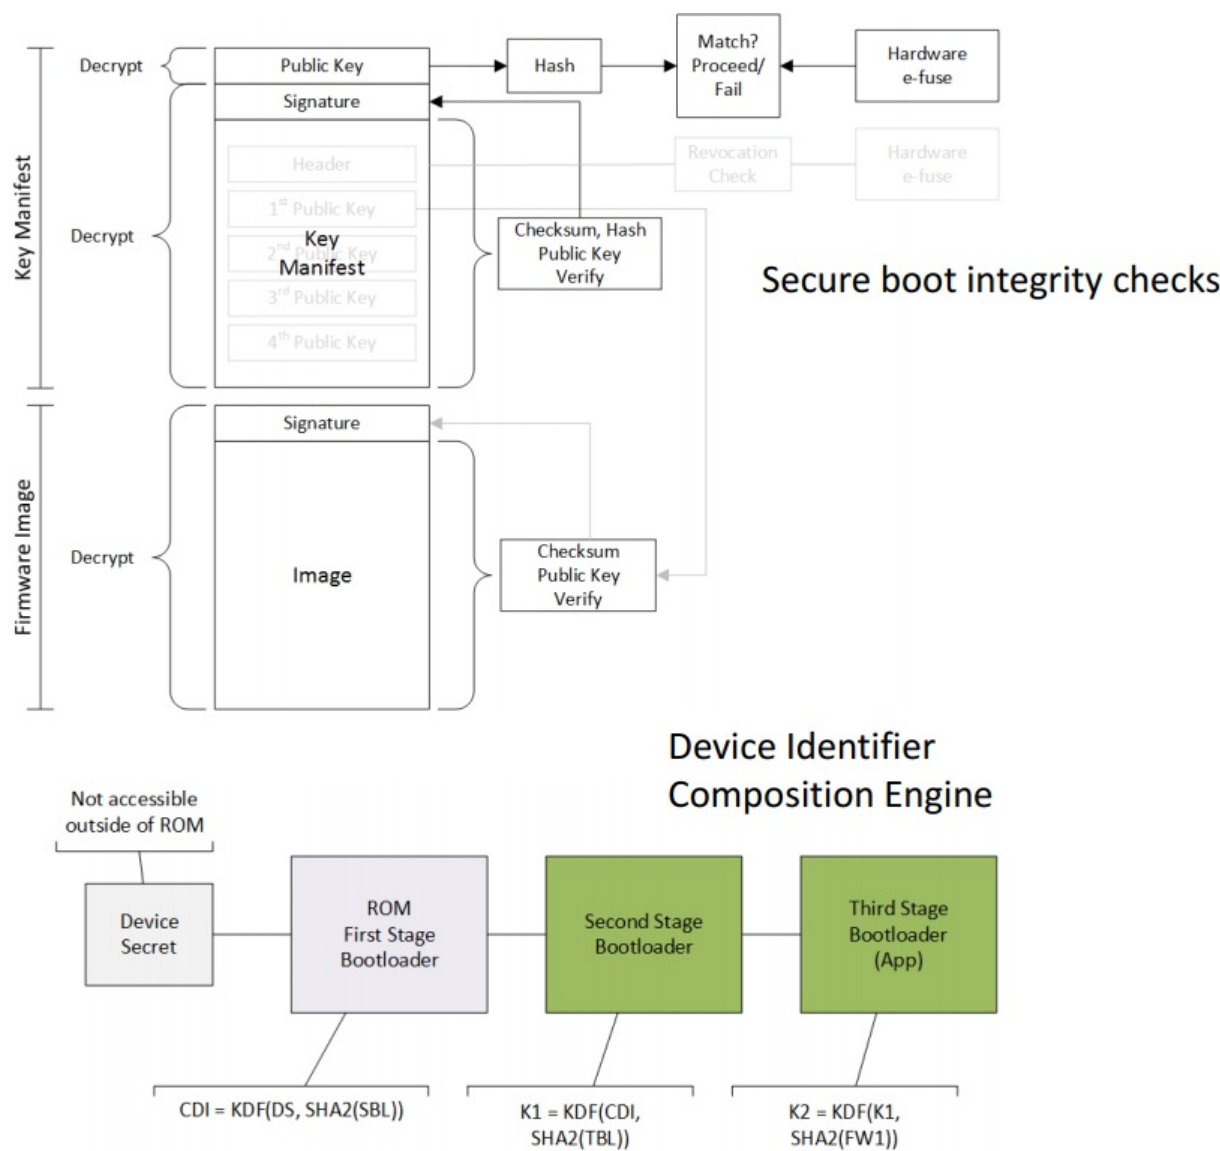 Key Manifest
Decrypt
Public Key
Hash
Match?
Proceed/
Fail
Hardware
e-fuse
Signature
Header
Revocation
Check
Hardware
e-fuse
1st Public Key
Decrypt
Key
Manifest
2nd Public Key
Checksum, Hash
Public Key
Verify
3rd Public Key
4th Public Key
Secure boot integrity checks
Firmware Image
Signature
Decrypt
Image
Checksum
Public Key
Verify
Device Identifier
Composition Engine
Not accessible
outside of ROM
Device
Secret
ROM
First Stage
Bootloader
Second Stage
Bootloader
Third Stage
Bootloader
(App)
CDI = KDF(DS, SHA2(SBL))
K1 = KDF(CDI,
SHA2(TBL))
K2 = KDF(K1,
SHA2(FW1))